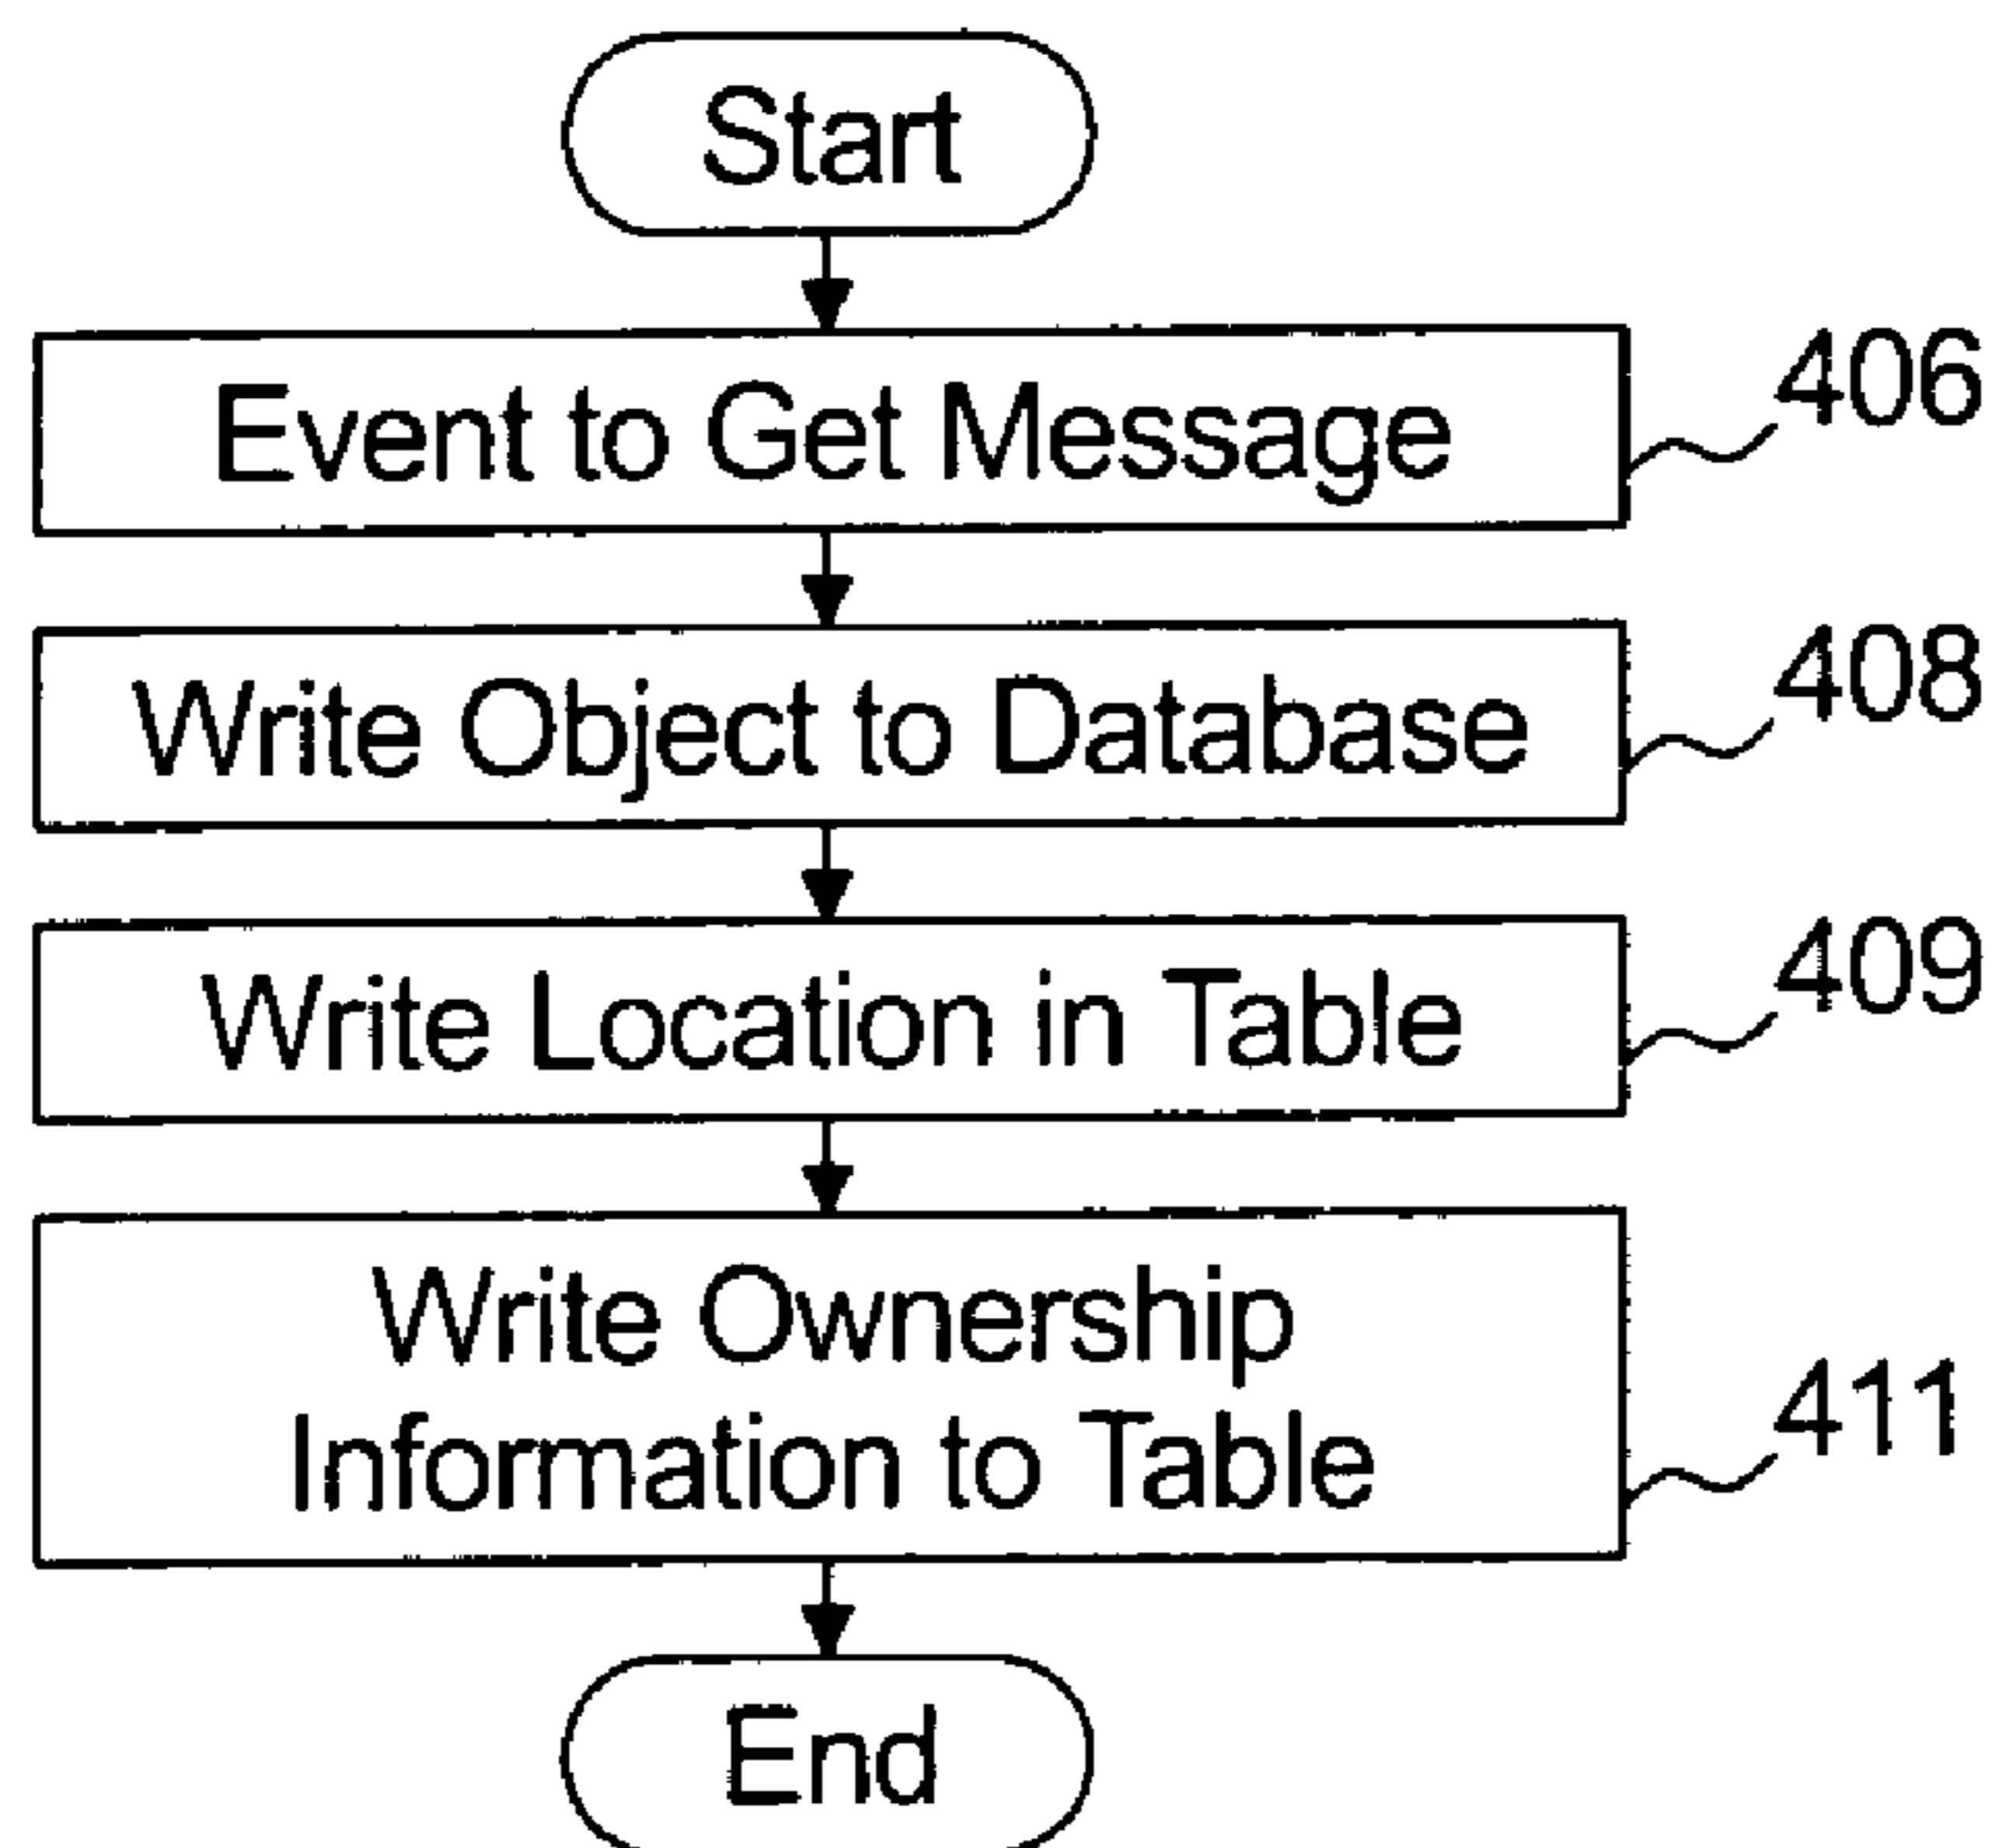 Start
Event to Get Message
406
Write Object to Database
408
Write Location in Table
409
Write Ownership
Information to Table
411
End